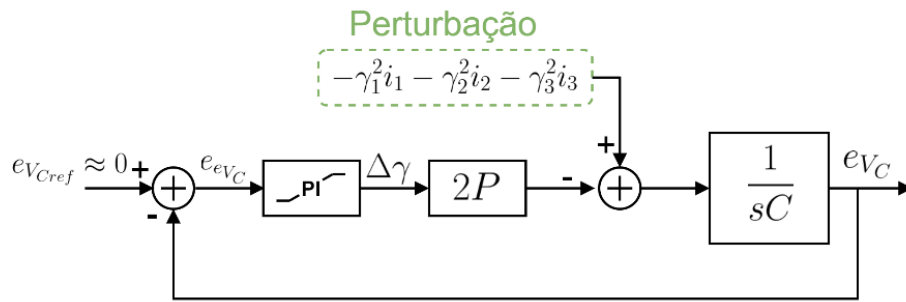 Perturbação
−γ₁²i₁ − γ₂²i₂ − γ₃²i₃
+
e_{V_{Cref}} ≈ 0 +
+
-
e_{e_{V_C}}
PI
Δγ
2P
-
+
1
sC
e_{V_C}